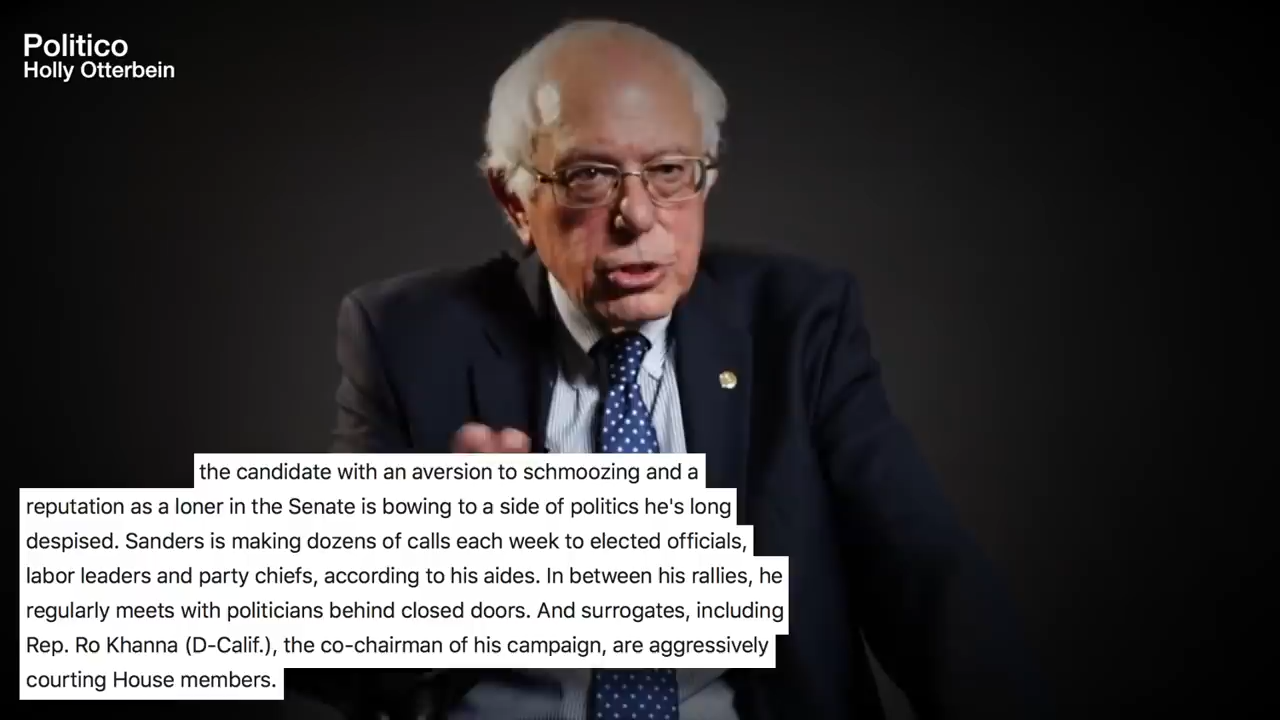 Politico
Holly Otterbein
the candidate with an aversion to schmoozing and a
reputation as a loner in the Senate is bowing to a side of politics he's long
despised. Sanders is making dozens of calls each week to elected officials,
labor leaders and party chiefs, according to his aides. In between his rallies, he
regularly meets with politicians behind closed doors. And surrogates, including
Rep. Ro Khanna (D-Calif.), the co-chairman of his campaign, are aggressively
courting House members.